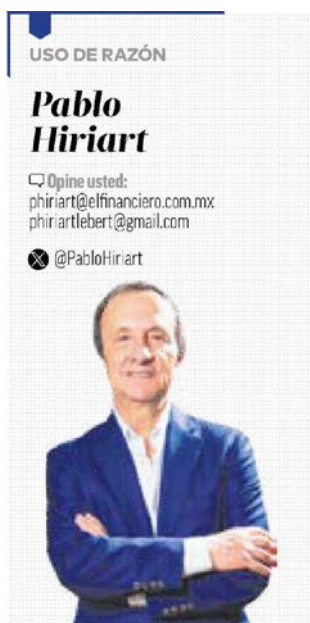 USO DE RAZÓN
Pablo
Hiriart
Opine usted:
phiriart@elfinanciero.com.mx
phiriartlebert@gmail.com
@PabloHiriart